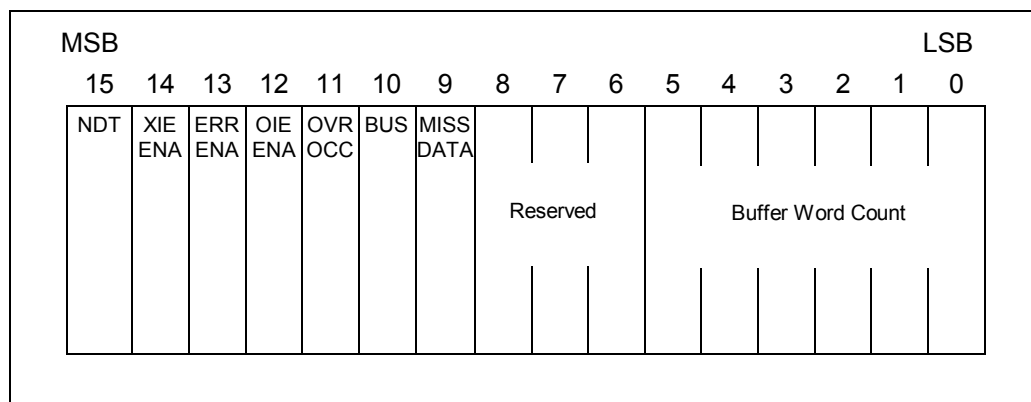 MSB LSB
15 14 13 12 11 10 9 8 7 6 5 4 3 2 1 0
NDT XIE ERR OIE OVR BUS MISS
ENA ENA ENA OCC DATA
Reserved Buffer Word Count